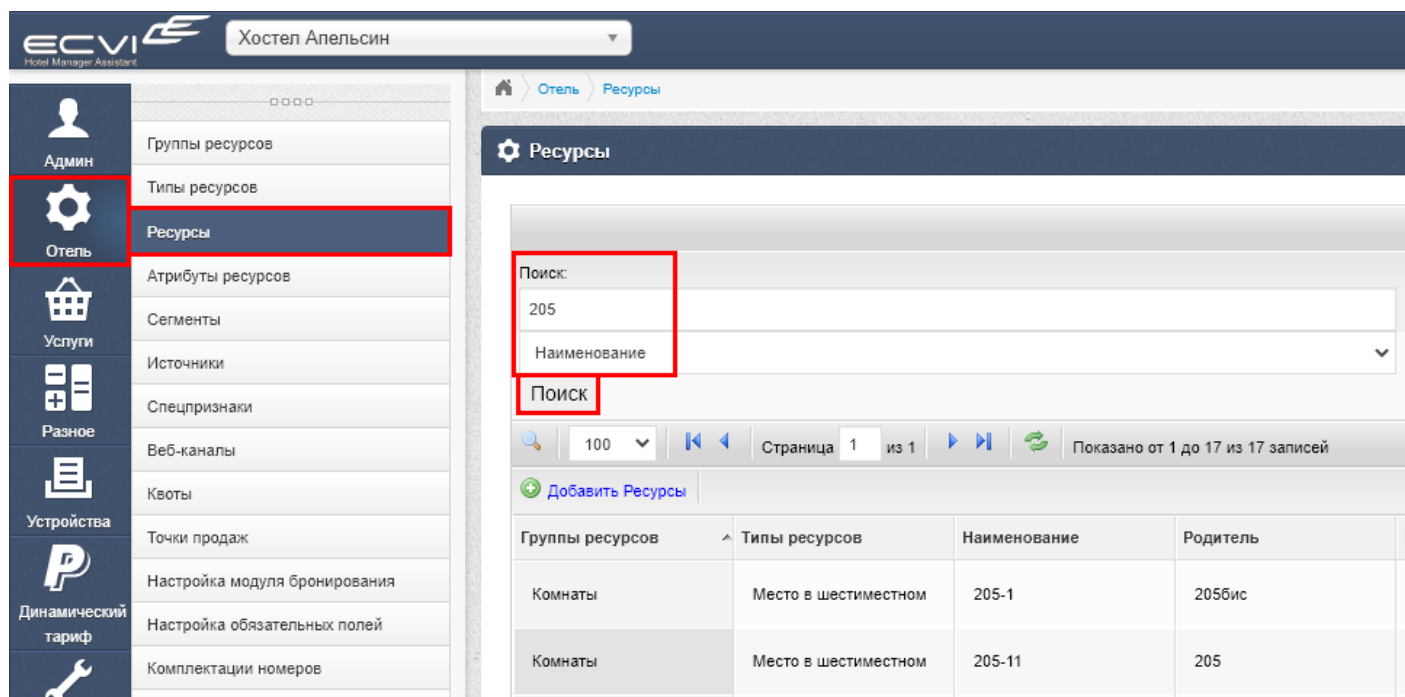 ECVI
Hotel Manager Assistant
Хостел Апельсин
Админ
Отель
Услуги
Разное
Устройства
Динамический
тариф
Группы ресурсов
Типы ресурсов
Ресурсы
Атрибуты ресурсов
Сегменты
Источники
Спецпризнаки
Веб-каналы
Квоты
Точки продаж
Настройка модуля бронирования
Настройка обязательных полей
Комплектации номеров
Отель Ресурсы
Ресурсы
Поиск:
205
Наименование
Поиск
100 Страница 1 из 1 Показано от 1 до 17 из 17 записей
Добавить Ресурсы
Группы ресурсов Типы ресурсов Наименование Родитель
Комнаты Место в шестиместном 205-1 205бис
Комнаты Место в шестиместном 205-11 205